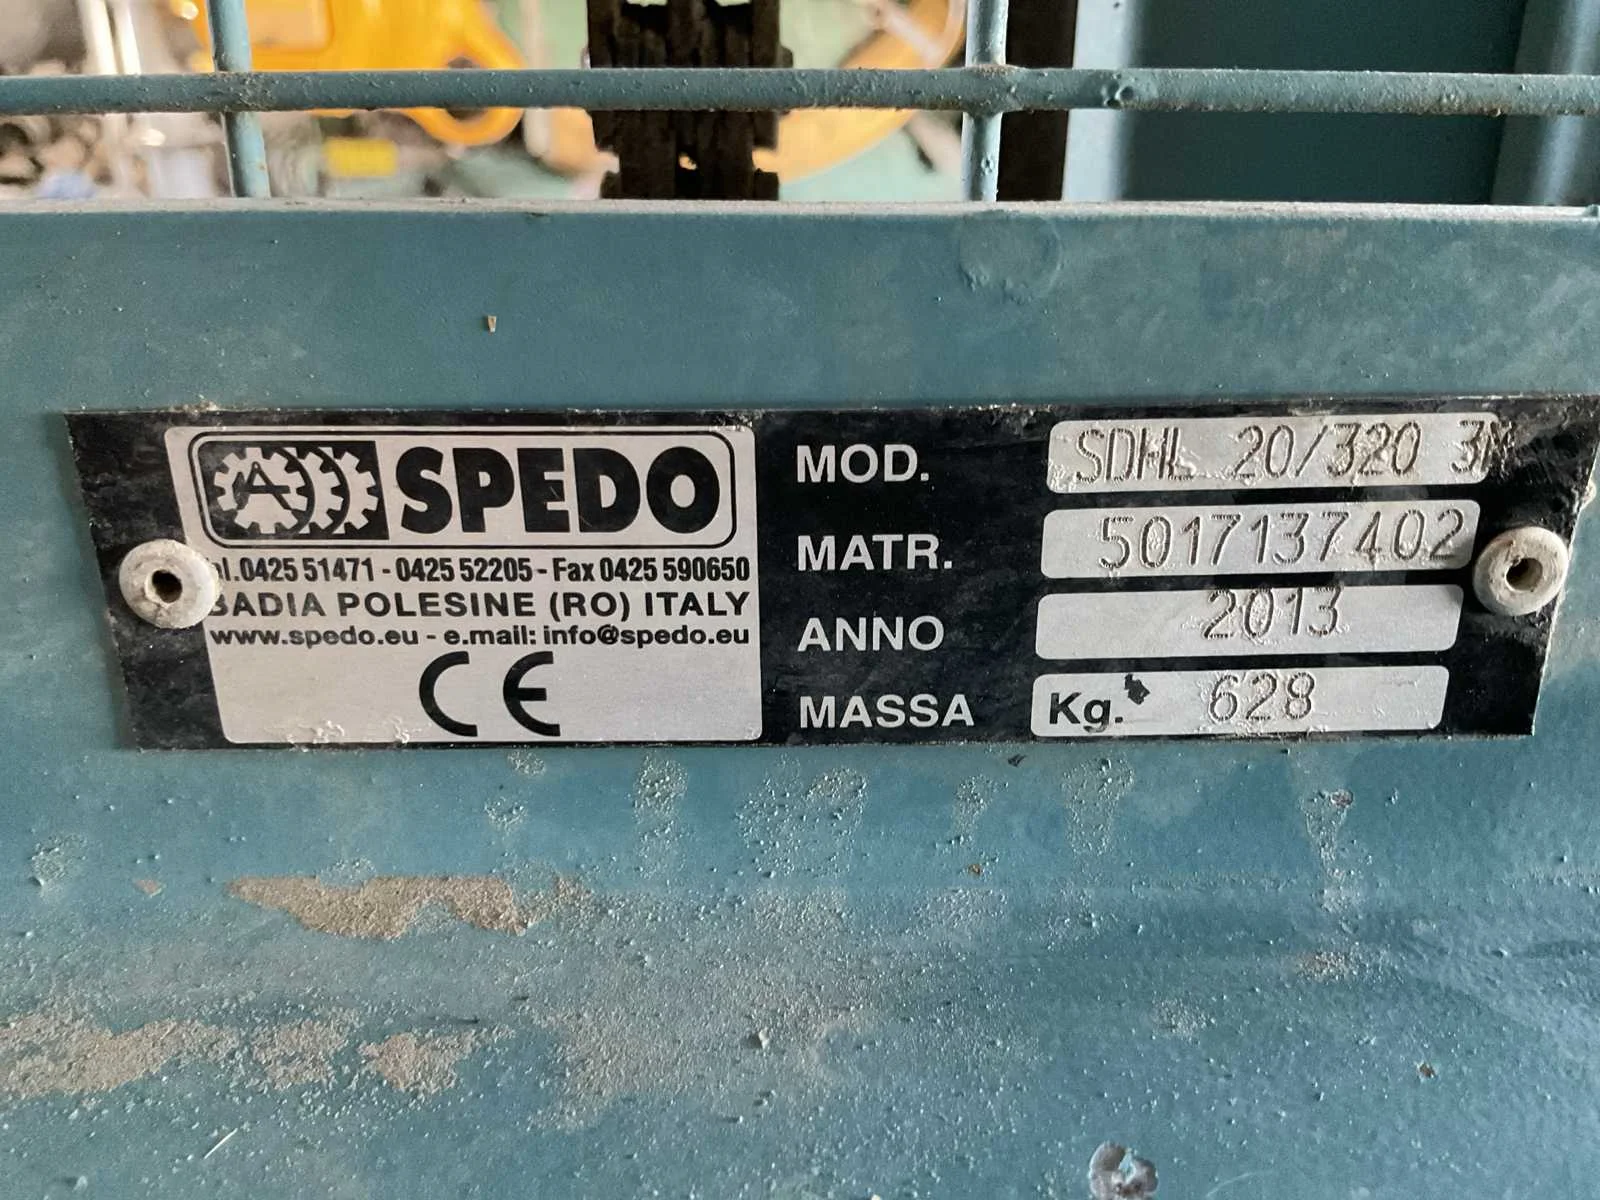 SPEDO
.0425 51471 - 0425 52205 - Fax 0425 590650
BADIA POLESINE (RO) ITALY
www.spedo.eu - e.mail: info@spedo.eu
CE
MOD. SDHL 20/320 3M
MATR. 5017137402
ANNO 2013
MASSA Kg. 628